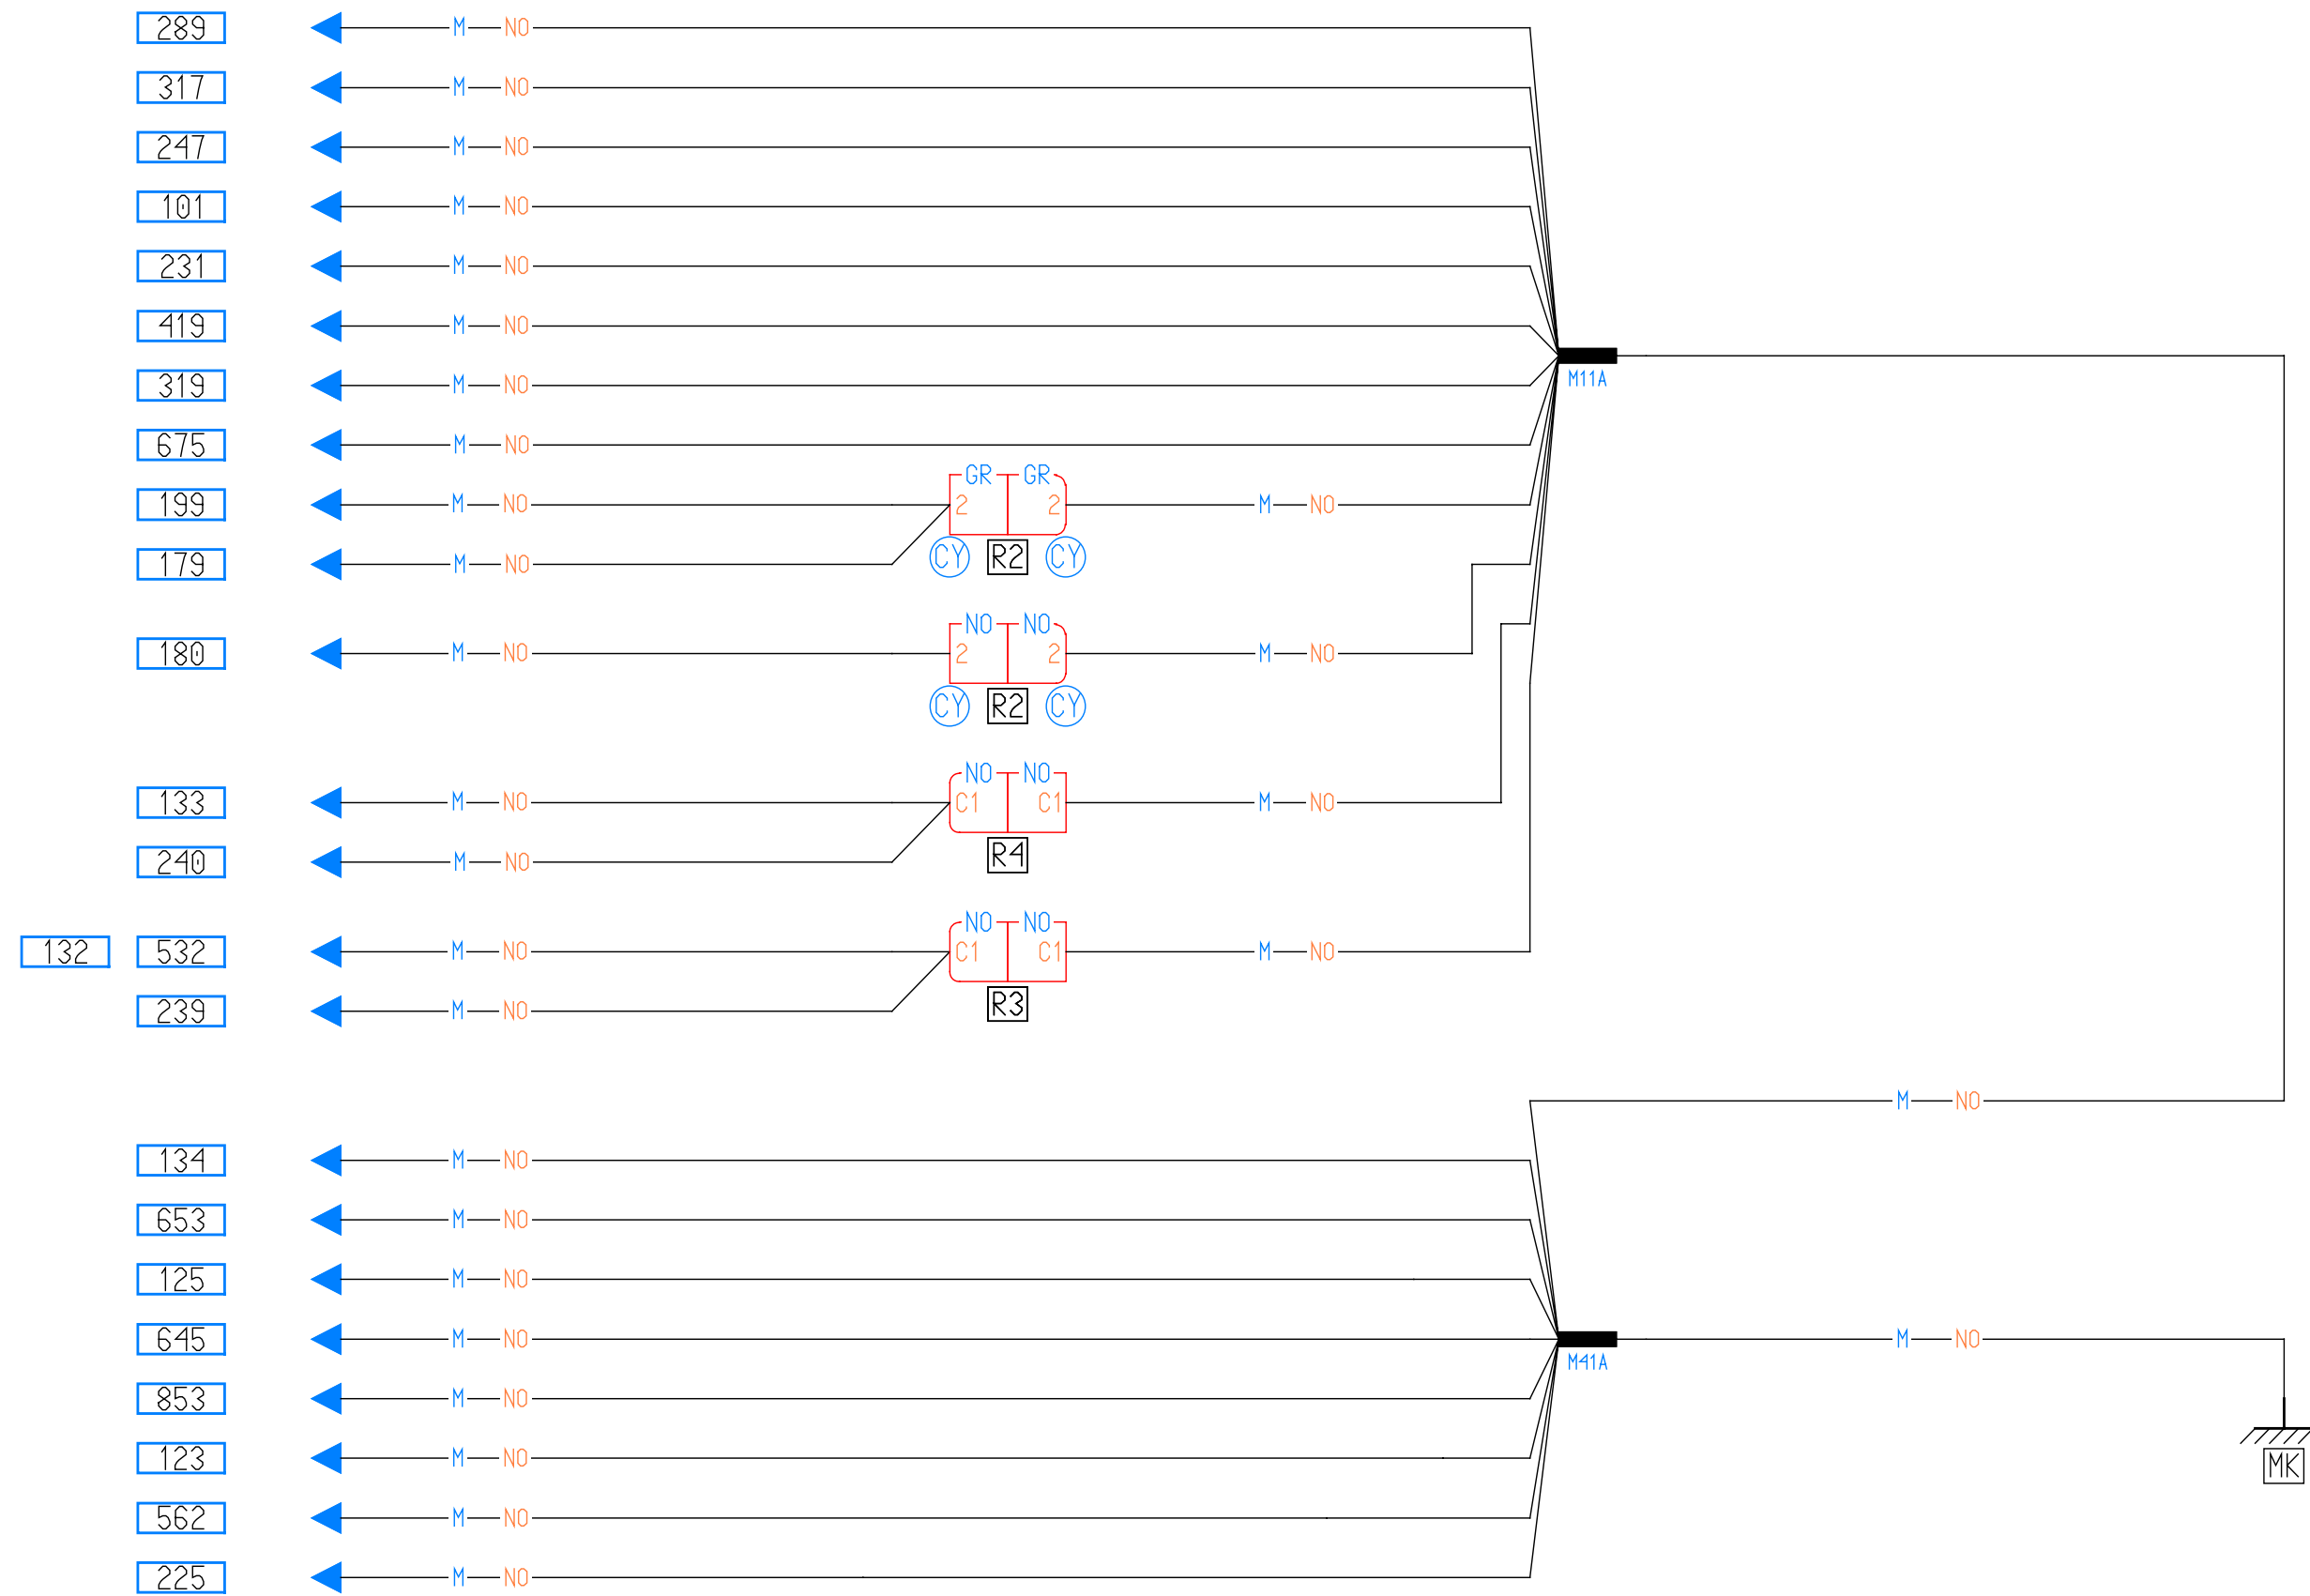 289 M NO
317 M NO
247 M NO
101 M NO
231 M NO
419 M NO
M11A
319 M NO
675 M NO
GR GR
199 M NO 2 2 M NO
CY R2 CY
179 M NO
NO NO
180 M NO 2 2 M NO
CY R2 CY
NO NO
133 M NO C1 C1 M NO
R4
240 M NO
NO NO
132 532 M NO C1 C1 M NO
R3
239 M NO
M NO
134 M NO
653 M NO
125 M NO
645 M NO M NO
M41A
853 M NO
123 M NO
MK
562 M NO
225 M NO